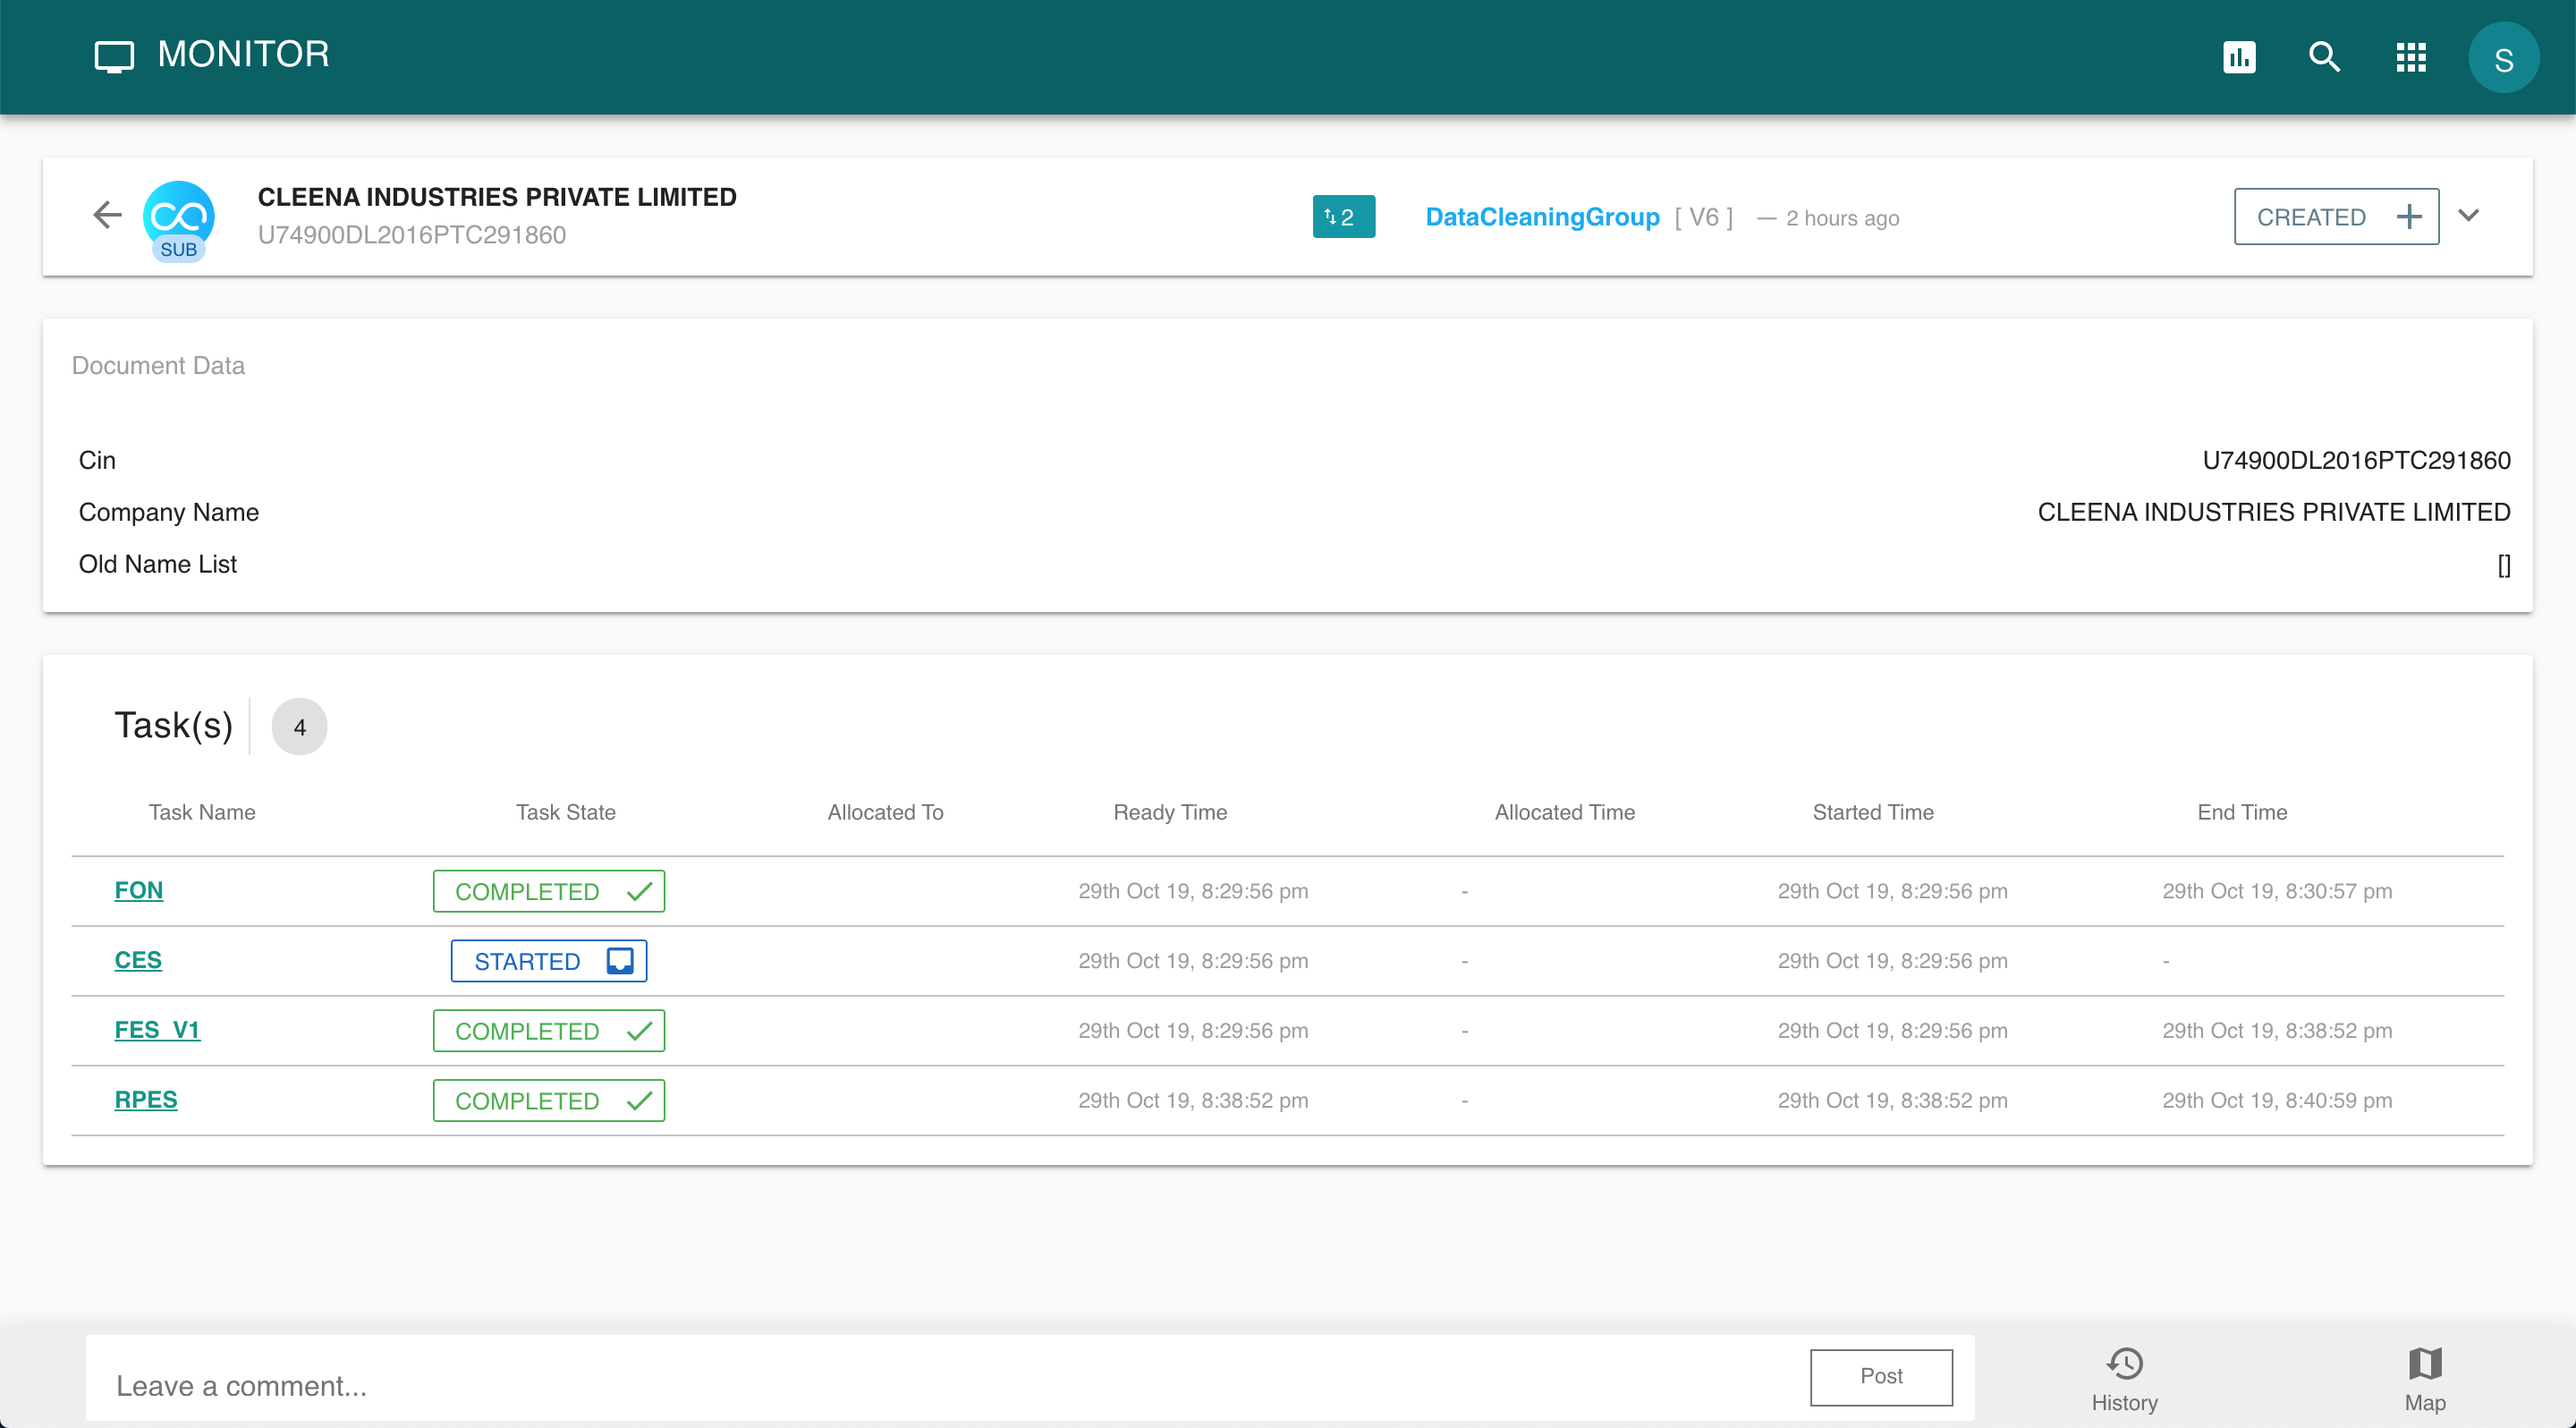 MONITOR
S
CLEENA INDUSTRIES PRIVATE LIMITED
U74900DL2016PTC291860
SUB
2
DataCleaningGroup [ V6 ] — 2 hours ago
CREATED
Document Data
Cin U74900DL2016PTC291860
Company Name CLEENA INDUSTRIES PRIVATE LIMITED
Old Name List []
Task(s) 4
Task Name Task State Allocated To Ready Time Allocated Time Started Time End Time
FON COMPLETED 29th Oct 19, 8:29:56 pm - 29th Oct 19, 8:29:56 pm 29th Oct 19, 8:30:57 pm
CES STARTED 29th Oct 19, 8:29:56 pm - 29th Oct 19, 8:29:56 pm -
FES_V1 COMPLETED 29th Oct 19, 8:29:56 pm - 29th Oct 19, 8:29:56 pm 29th Oct 19, 8:38:52 pm
RPES COMPLETED 29th Oct 19, 8:38:52 pm - 29th Oct 19, 8:38:52 pm 29th Oct 19, 8:40:59 pm
Leave a comment...
Post
History
Map